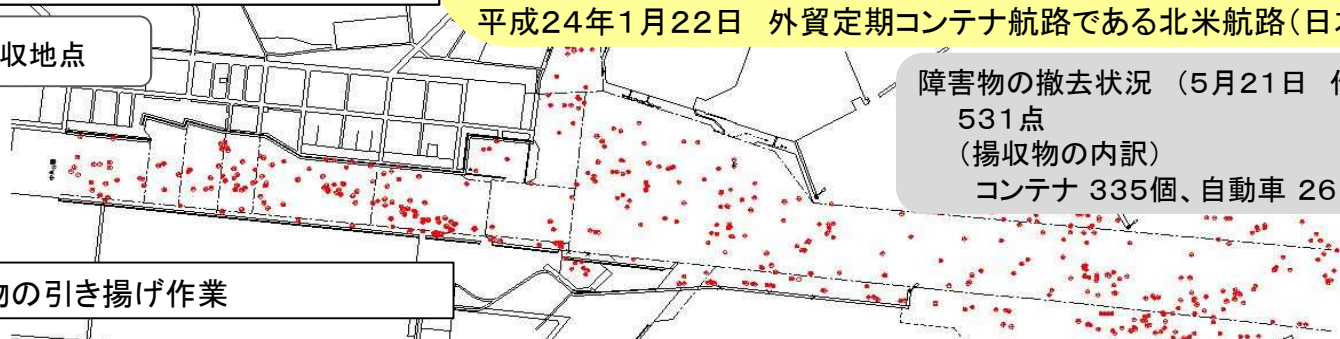 平成24年1月22日　外貿定期コンテナ航路である北米航路(日
収地点
障害物の撤去状況　(5月21日
531点
(揚収物の内訳)
コンテナ 335個、自動車 26
物の引き揚げ作業